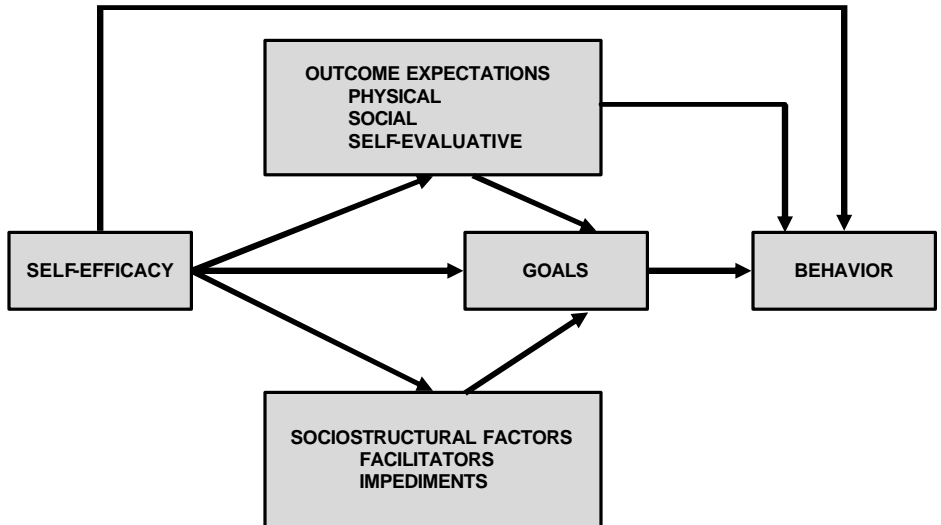 OUTCOME EXPECTATIONS
PHYSICAL
SOCIAL
SELF-EVALUATIVE
SELF-EFFICACY
GOALS
BEHAVIOR
SOCIOSTRUCTURAL FACTORS
FACILITATORS
IMPEDIMENTS